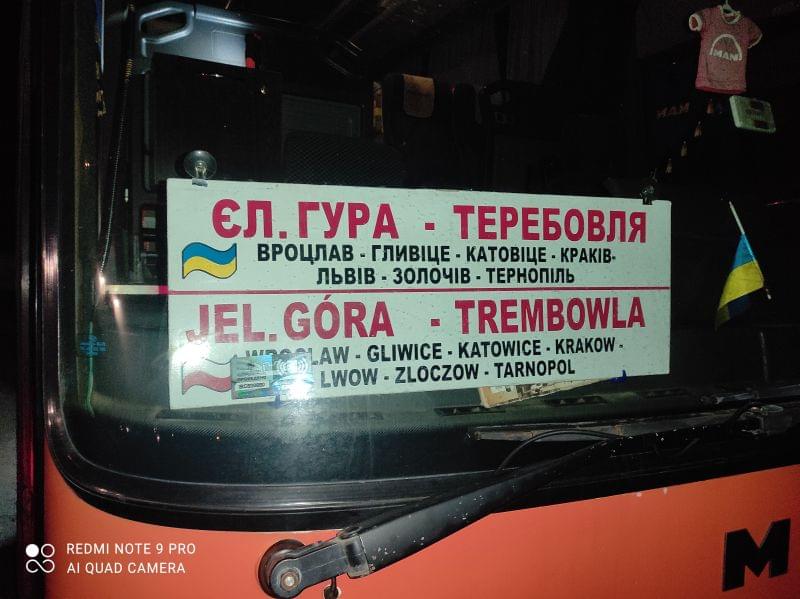 MAN
ЄЛ. ГУРА - ТЕРЕБОВЛЯ
ВРОЦЛАВ - ГЛИВІЦЕ - КАТОВІЦЕ - КРАКІВ-
ЛЬВІВ - ЗОЛОЧІВ - ТЕРНОПІЛЬ
JEL. GÓRA - TREMBOWLA
WROCLAW - GLIWICE - KATOWICE - KRAKOW -
LWOW - ZLOCZOW - TARNOPOL
M
REDMI NOTE 9 PRO
AI QUAD CAMERA